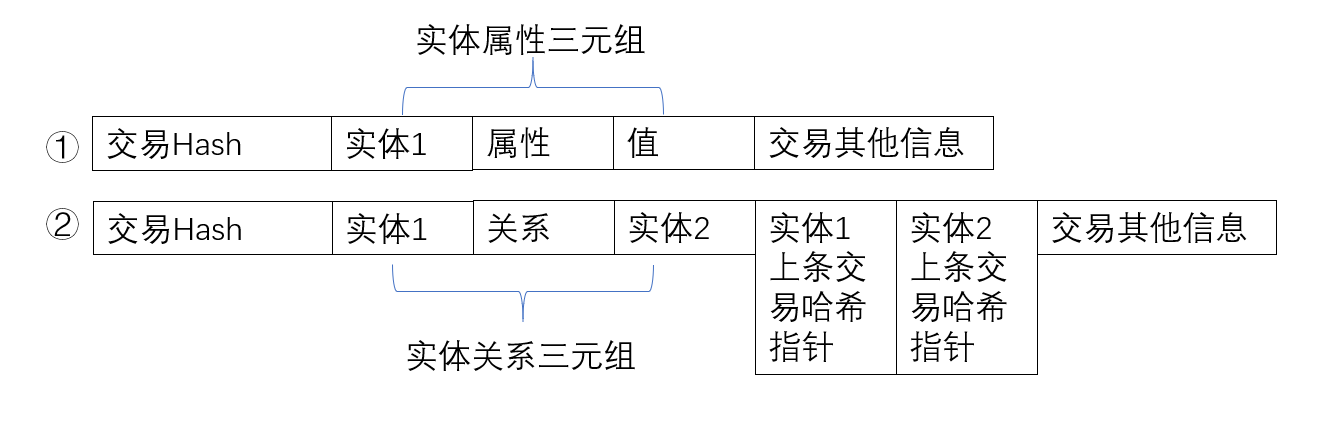 实体属性三元组
① 交易Hash 实体1 属性 值 交易其他信息
② 交易Hash 实体1 关系 实体2 实体1 实体2 交易其他信息
上条交 上条交
易哈希 易哈希
指针 指针
实体关系三元组